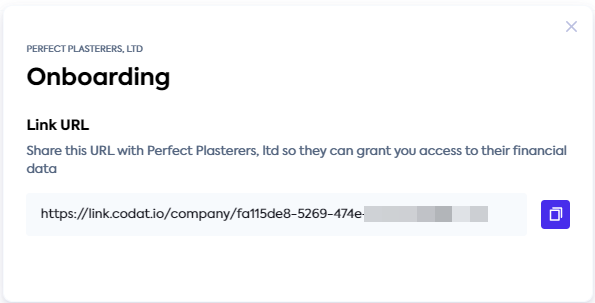 PERFECT PLASTERERS, LTD
Onboarding
Link URL
Share this URL with Perfect Plasterers, ltd so they can grant you access to their financial
data
https://link.codat.io/company/fa115de8-5269-474e-